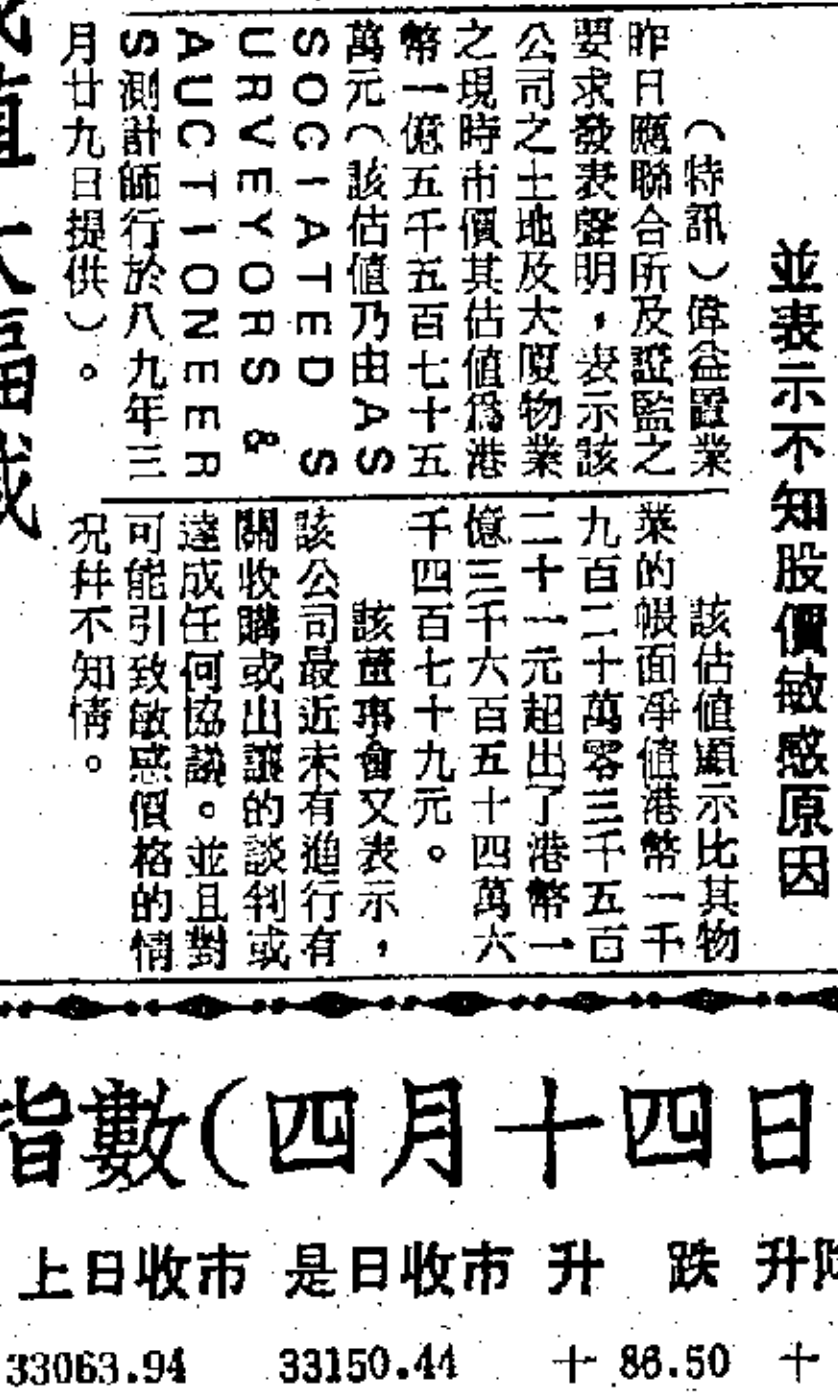 並表示不知股價敏感原因
（特訊）偉益置業
昨日應聯合所及證監之
要求發表聲明，表示該
公司之土地及大厦物業
之現時市價其估值爲港
幣一億五千五百七十五
萬元（該估值乃由AS
SOCIATED S
URVEYORS &
AUCTIONEER
S測計師行於八九年三
月廿九日提供）。
該估值顯示比其物
業的帳面淨值港幣一千
九百二十萬零三千五百
二十一元超出了港幣一
億三千六百五十四萬六
千四百七十九元。
該董事會又表示，
該公司最近未有進行有
關收購或出讓的談判或
達成任何協議。並且對
可能引致敏感價格的情
況幷不知情。
指數(四月十四日
上日收市 是日收市 升 跌 升
33063.94 33150.44 十 86.50 十